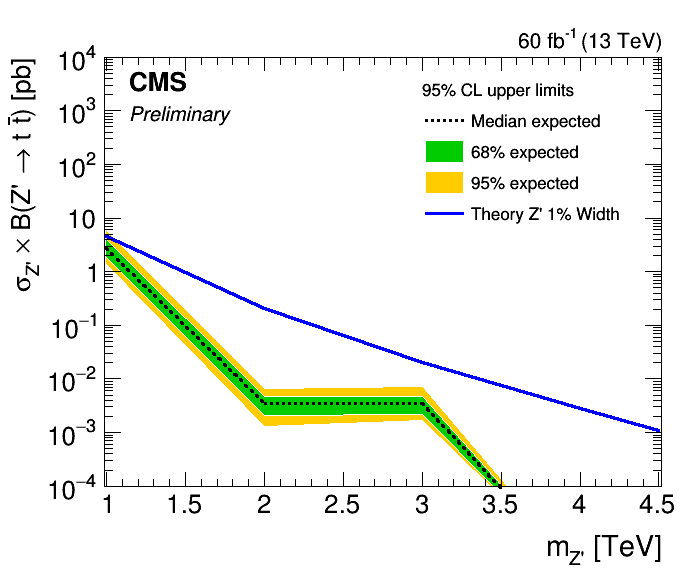 60 fb⁻¹ (13 TeV)
CMS
Preliminary
95% CL upper limits
Median expected
68% expected
95% expected
Theory Z' 1% Width
σ_Z' × B(Z' → t t̄) [pb]
10⁴
10³
10²
10
1
10⁻¹
10⁻²
10⁻³
10⁻⁴
1 1.5 2 2.5 3 3.5 4 4.5
m_Z' [TeV]